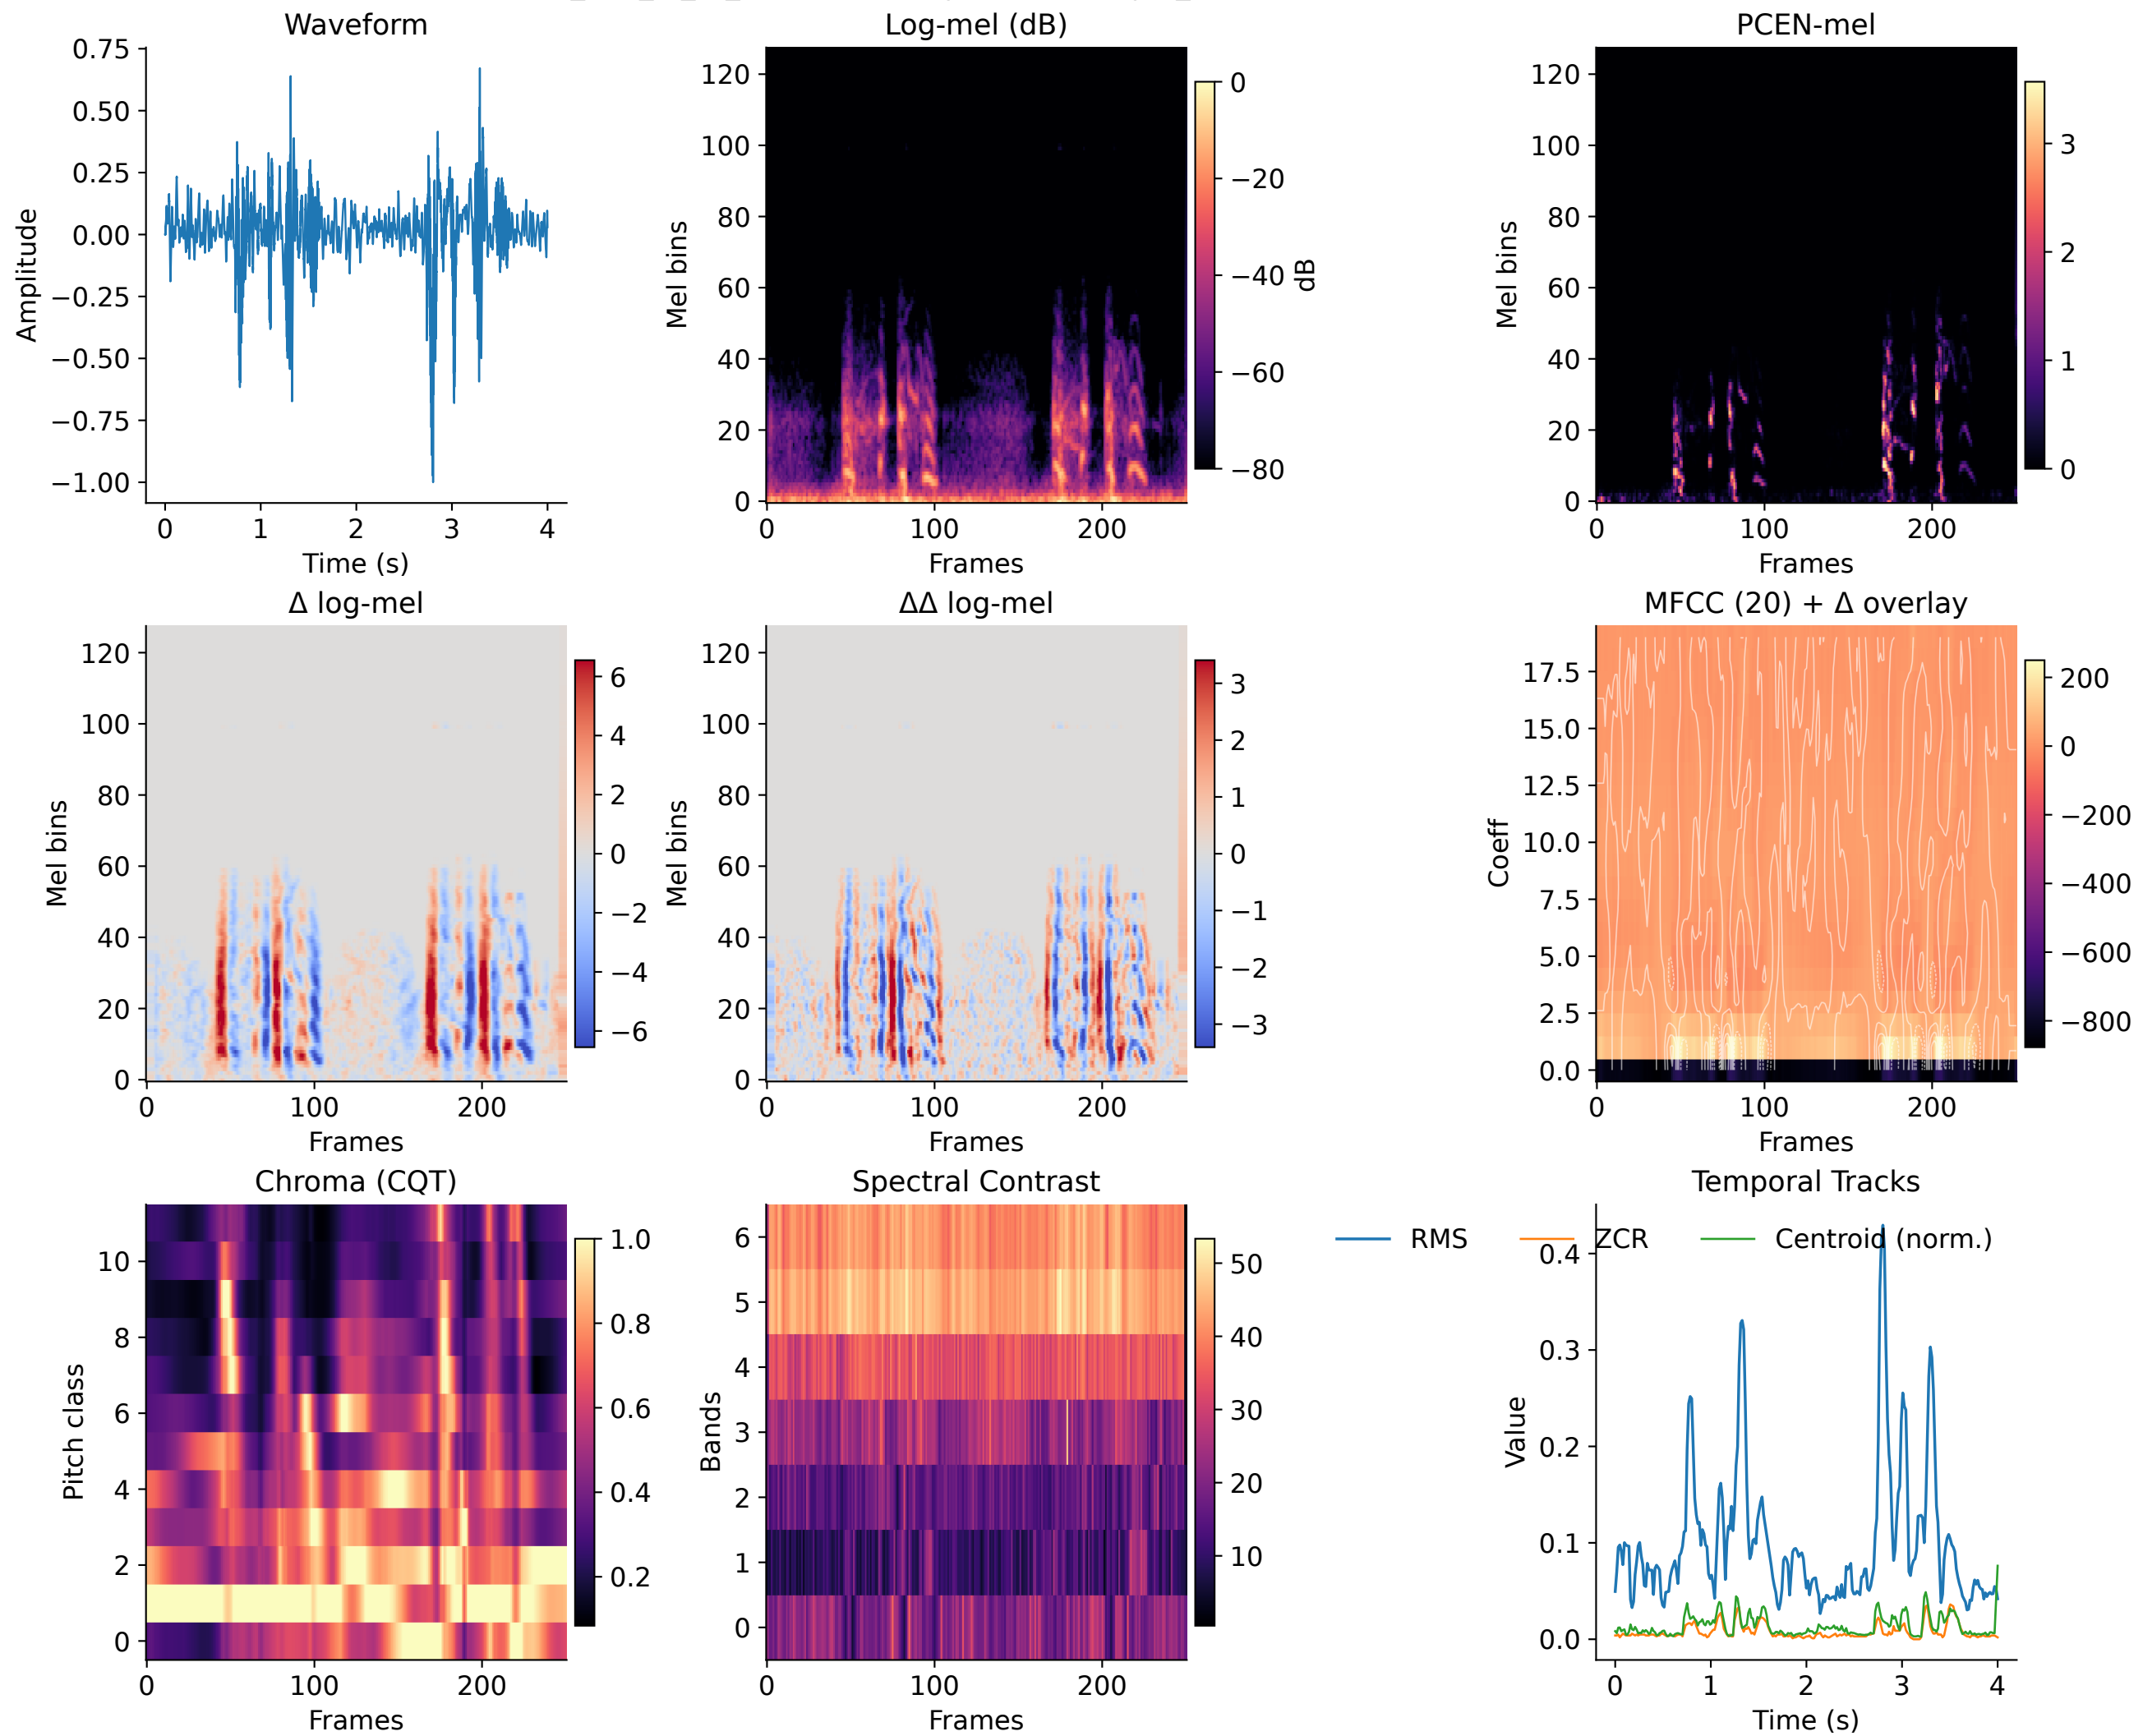 Waveform
0.75
0.50
0.25
0.00
−0.25
−0.50
−0.75
−1.00
Amplitude
0 1 2 3 4
Time (s)
Log-mel (dB)
120
100
80
60
40
20
0
Mel bins
0 100 200
Frames
0
−20
−40
−60
−80
dB
PCEN-mel
120
100
80
60
40
20
0
Mel bins
0 100 200
Frames
3
2
1
0
Δ log-mel
120
100
80
60
40
20
0
Mel bins
0 100 200
Frames
6
4
2
0
−2
−4
−6
ΔΔ log-mel
120
100
80
60
40
20
0
Mel bins
0 100 200
Frames
3
2
1
0
−1
−2
−3
MFCC (20) + Δ overlay
17.5
15.0
12.5
10.0
7.5
5.0
2.5
0.0
Coeff
0 100 200
Frames
200
0
−200
−400
−600
−800
Chroma (CQT)
10
8
6
4
2
0
Pitch class
0 100 200
Frames
1.0
0.8
0.6
0.4
0.2
Spectral Contrast
6
5
4
3
2
1
0
Bands
0 100 200
Frames
50
40
30
20
10
Temporal Tracks
RMS ZCR Centroid (norm.)
0.4
0.3
0.2
0.1
0.0
Value
0 1 2 3 4
Time (s)